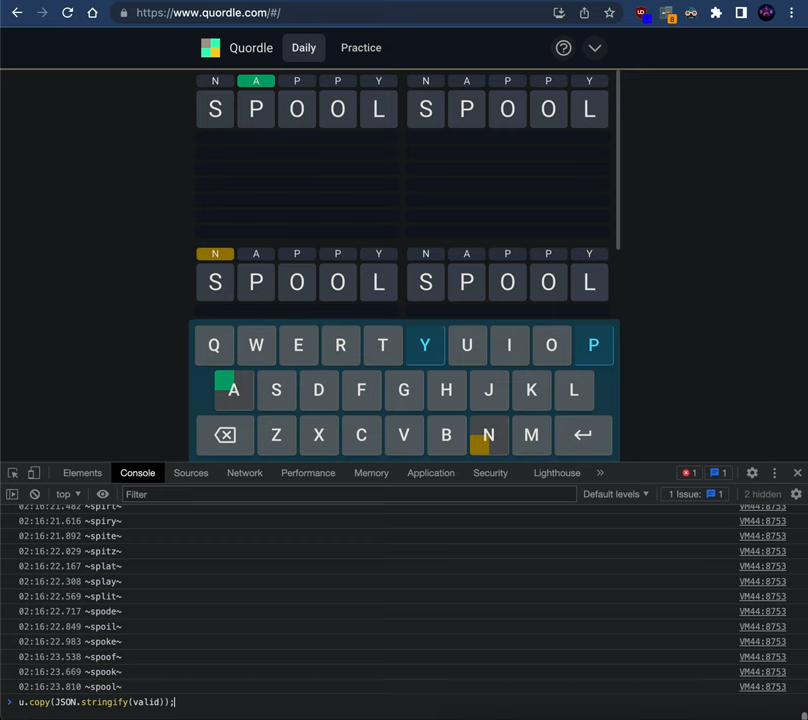 https://www.quordle.com/#/
Quordle Daily Practice
N A P P Y N A P P Y
S P O O L S P O O L
N A P P Y N A P P Y
S P O O L S P O O L
Q W E R T Y U I O P
A S D F G H J K L
Z X C V B N M
Elements Console Sources Network Performance Memory Application Security Lighthouse » 1 1
top Filter Default levels 1 Issue: 1 2 hidden
02:16:21.482 ~spirt~ VM44:8753
02:16:21.616 ~spiry~ VM44:8753
02:16:21.892 ~spite~ VM44:8753
02:16:22.029 ~spitz~ VM44:8753
02:16:22.167 ~splat~ VM44:8753
02:16:22.308 ~splay~ VM44:8753
02:16:22.569 ~split~ VM44:8753
02:16:22.717 ~spode~ VM44:8753
02:16:22.849 ~spoil~ VM44:8753
02:16:22.983 ~spoke~ VM44:8753
02:16:23.538 ~spoof~ VM44:8753
02:16:23.669 ~spook~ VM44:8753
02:16:23.810 ~spool~ VM44:8753
> u.copy(JSON.stringify(valid));